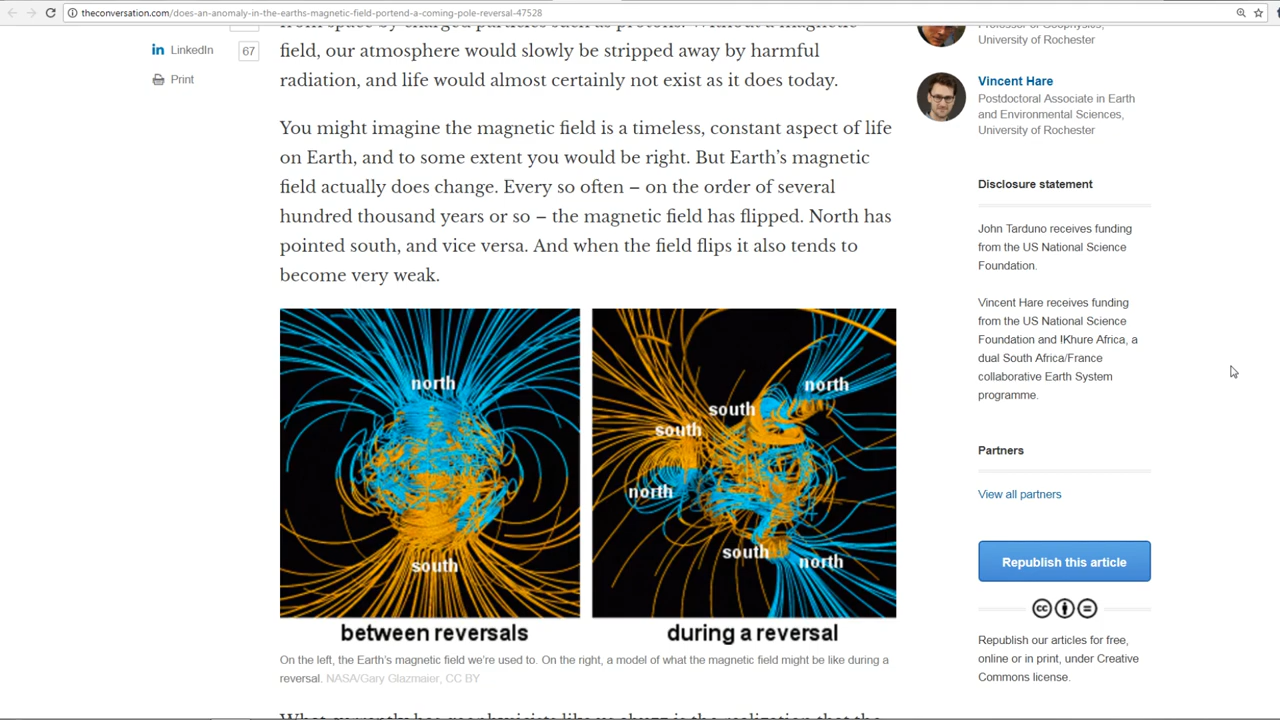 theconversation.com/does-an-anomaly-in-the-earths-magnetic-field-portend-a-coming-pole-reversal-47528
from space by charged particles such as protons. Without a magnetic
field, our atmosphere would slowly be stripped away by harmful
radiation, and life would almost certainly not exist as it does today.
You might imagine the magnetic field is a timeless, constant aspect of life
on Earth, and to some extent you would be right. But Earth's magnetic
field actually does change. Every so often – on the order of several
hundred thousand years or so – the magnetic field has flipped. North has
pointed south, and vice versa. And when the field flips it also tends to
become very weak.
north
south
between reversals
north
south
south
north
south
north
during a reversal
On the left, the Earth's magnetic field we're used to. On the right, a model of what the magnetic field might be like during a
reversal. NASA/Gary Glazmaier, CC BY
What currently has geophysicists like us abuzz is the realization that the
LinkedIn
67
Print
Professor of Geophysics,
University of Rochester
Vincent Hare
Postdoctoral Associate in Earth
and Environmental Sciences,
University of Rochester
Disclosure statement
John Tarduno receives funding
from the US National Science
Foundation.
Vincent Hare receives funding
from the US National Science
Foundation and !Khure Africa, a
dual South Africa/France
collaborative Earth System
programme.
Partners
View all partners
Republish this article
cc
Republish our articles for free,
online or in print, under Creative
Commons license.